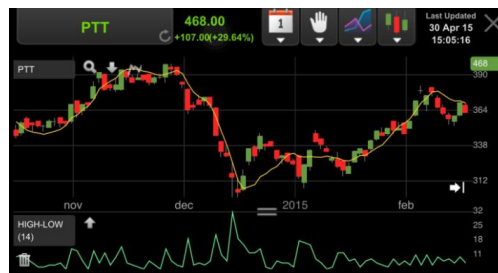 PTT
468.00
+107.00(+29.64%)
1
Last Updated
30 Apr 15
15:05:16
PTT
468
390
364
338
312
nov
dec
2015
feb
HIGH-LOW
(14)
32
25
18
11